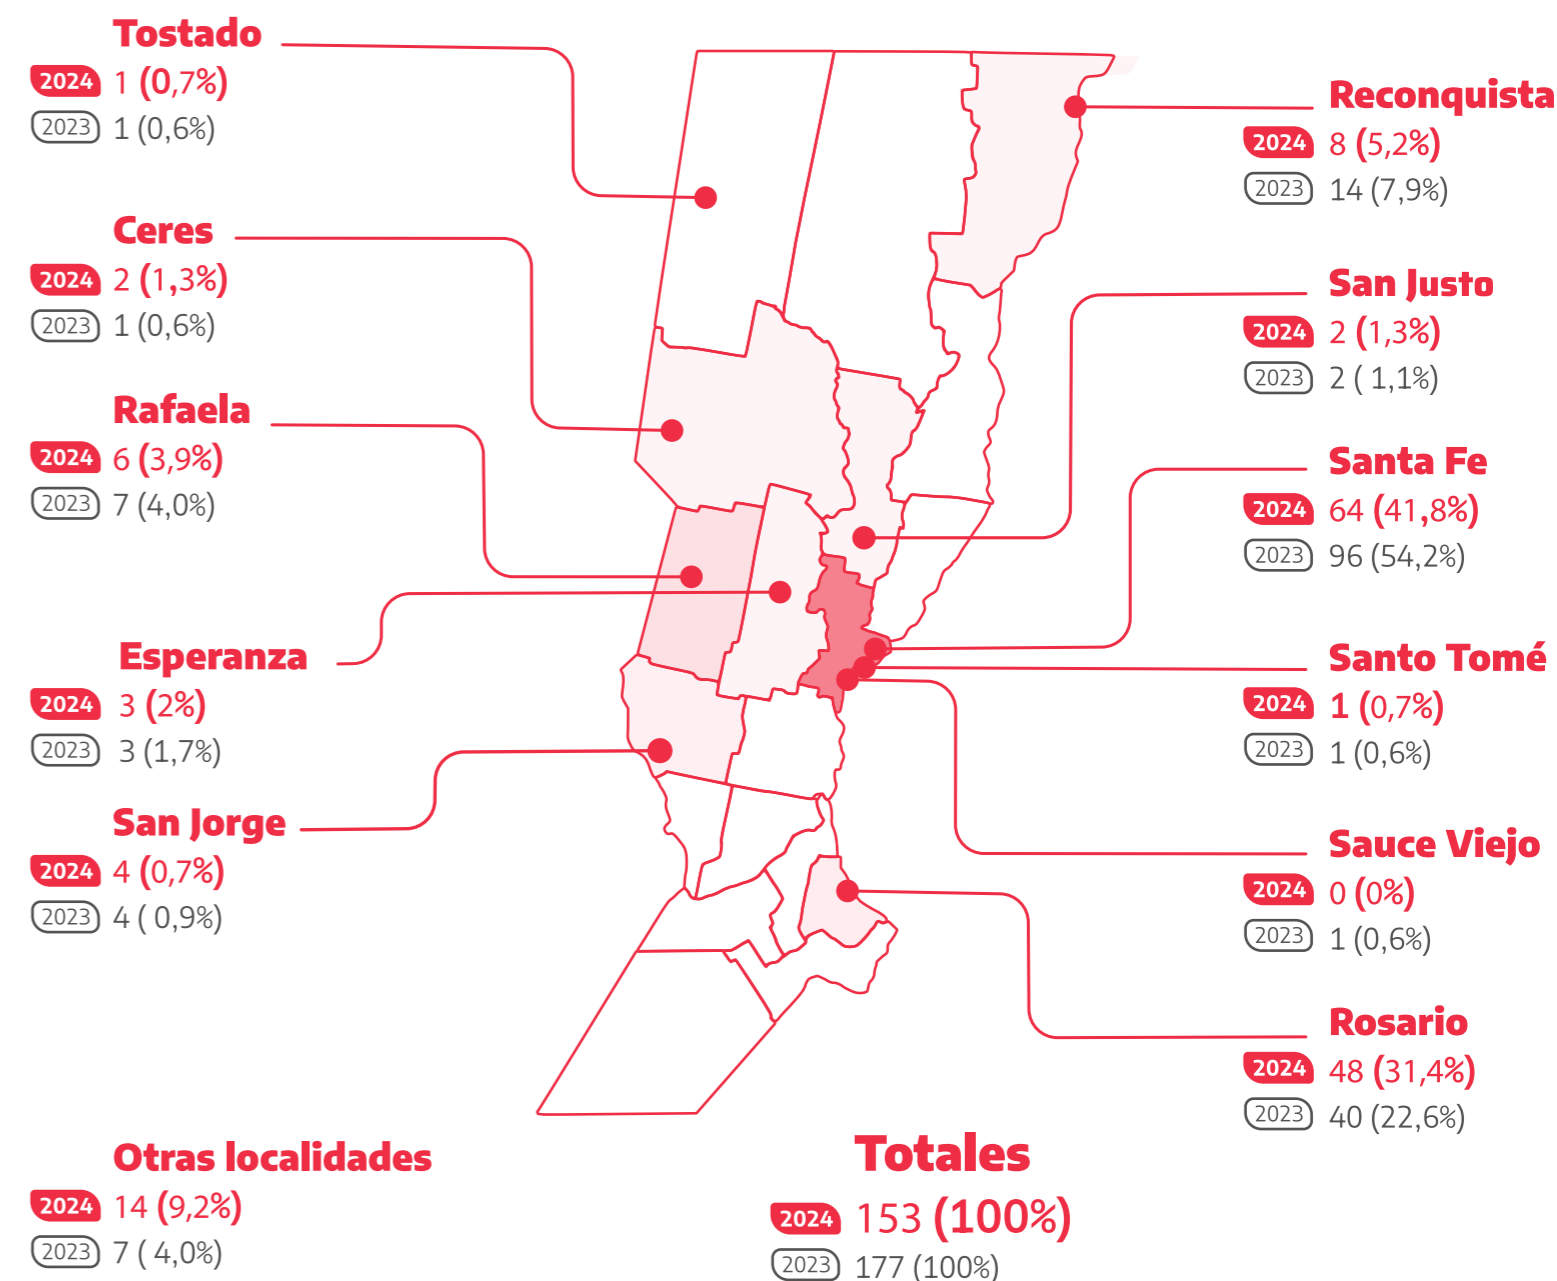 Tostado
2024 1 (0,7%)
2023 1 (0,6%)
Ceres
2024 2 (1,3%)
2023 1 (0,6%)
Rafaela
2024 6 (3,9%)
2023 7 (4,0%)
Esperanza
2024 3 (2%)
2023 3 (1,7%)
San Jorge
2024 4 (0,7%)
2023 4 ( 0,9%)
Otras localidades
2024 14 (9,2%)
2023 7 ( 4,0%)
Reconquista
2024 8 (5,2%)
2023 14 (7,9%)
San Justo
2024 2 (1,3%)
2023 2 ( 1,1%)
Santa Fe
2024 64 (41,8%)
2023 96 (54,2%)
Santo Tomé
2024 1 (0,7%)
2023 1 (0,6%)
Sauce Viejo
2024 0 (0%)
2023 1 (0,6%)
Rosario
2024 48 (31,4%)
2023 40 (22,6%)
Totales
2024 153 (100%)
2023 177 (100%)